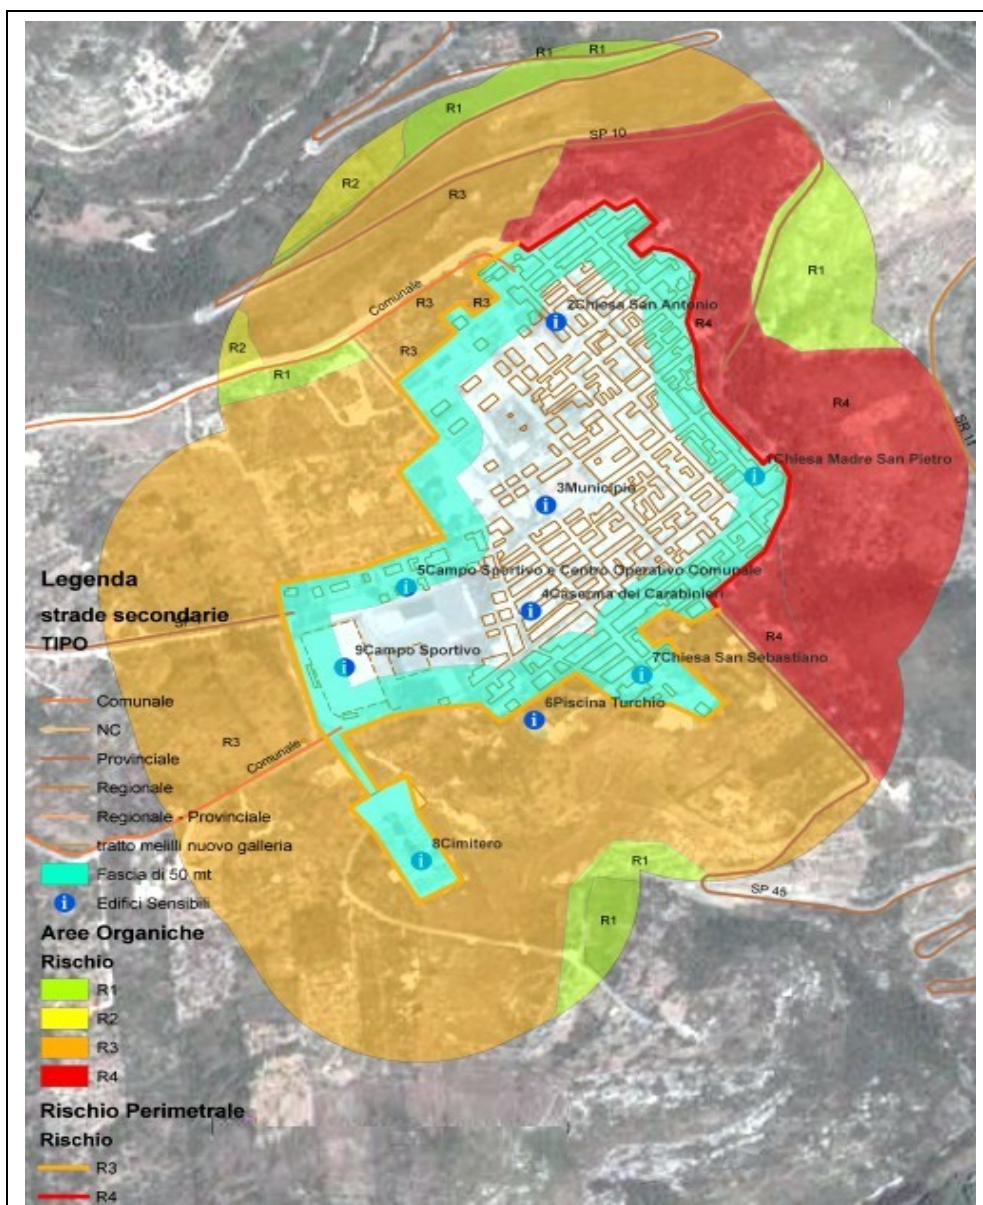 R1
R1
R1
SP 10
R2
R3
R1
Comunale
R3
R3
2Chiesa San Antonio
R4
R3
R2
R1
R4
SR 11
1Chiesa Madre San Pietro
3Municipio
5Campo Sportivo e Centro Operativo Comunale
4Caserma dei Carabinieri
R4
9Campo Sportivo
7Chiesa San Sebastiano
6Piscina Turchio
R3
Comunale
8Cimitero
R1
SP 45
R1
Legenda
strade secondarie
TIPO
Comunale
NC
Provinciale
Regionale
Regionale - Provinciale
tratto melilli nuovo galleria
Fascia di 50 mt
Edifici Sensibili
Aree Organiche
Rischio
R1
R2
R3
R4
Rischio Perimetrale
Rischio
R3
R4